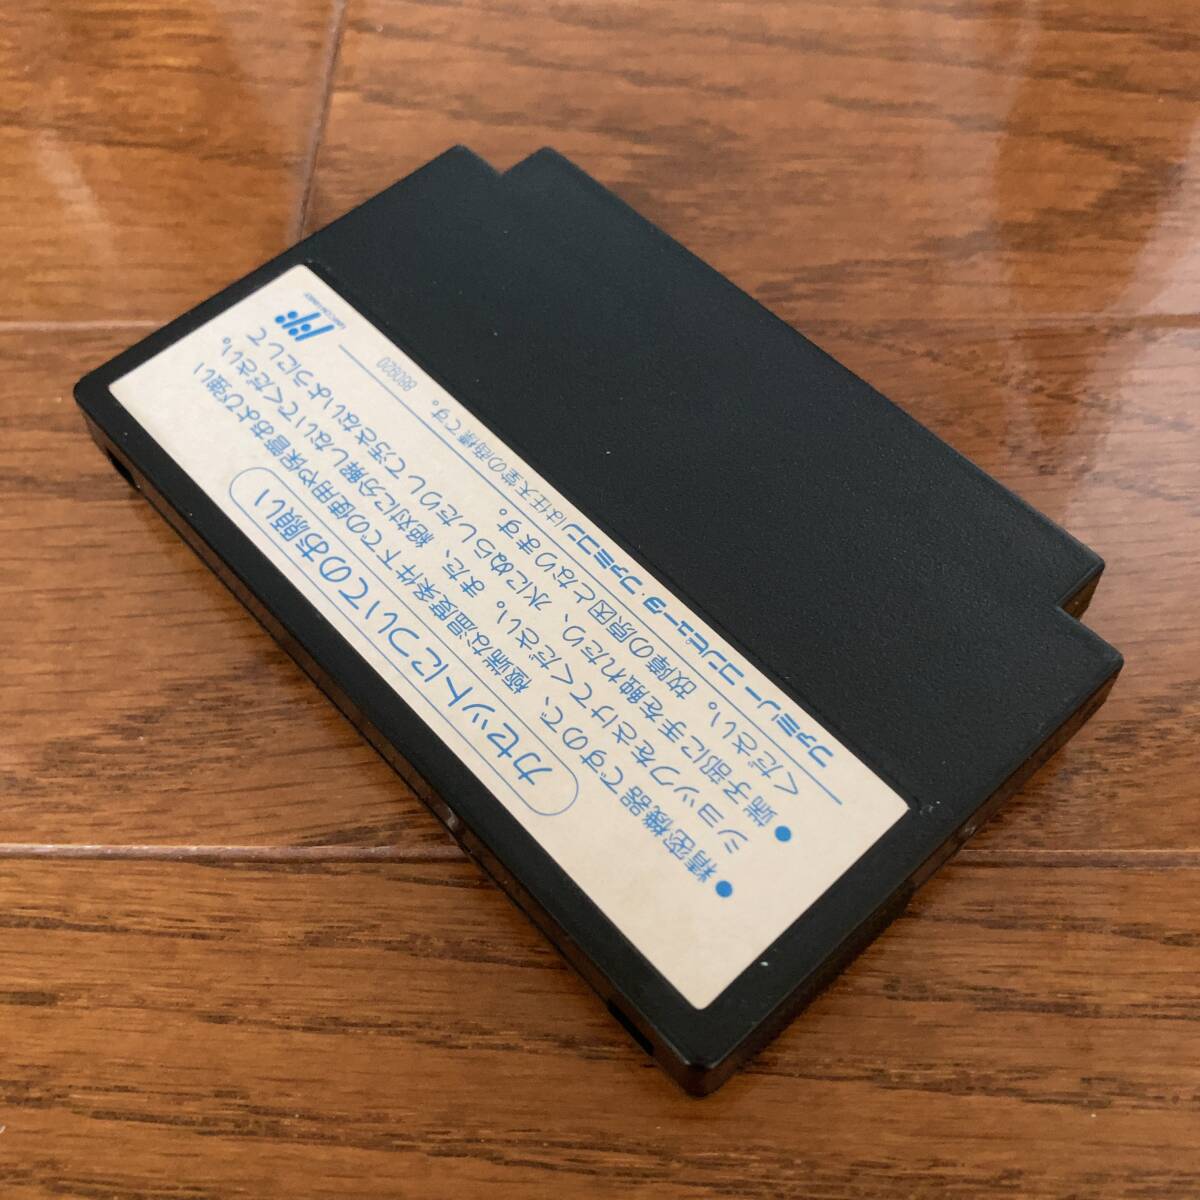 カセットについてのお願い
●精密機器ですので、極端な温度条件下での使用や保管および強い
ショックをさけてください。また、絶対に分解しないでください。
●端子部に手を触れたり、水にぬらしたりして汚さないようにして
ください。故障の原因となります。
ファミリーコンピュータ・ファミコンは任天堂の商標です。 880920